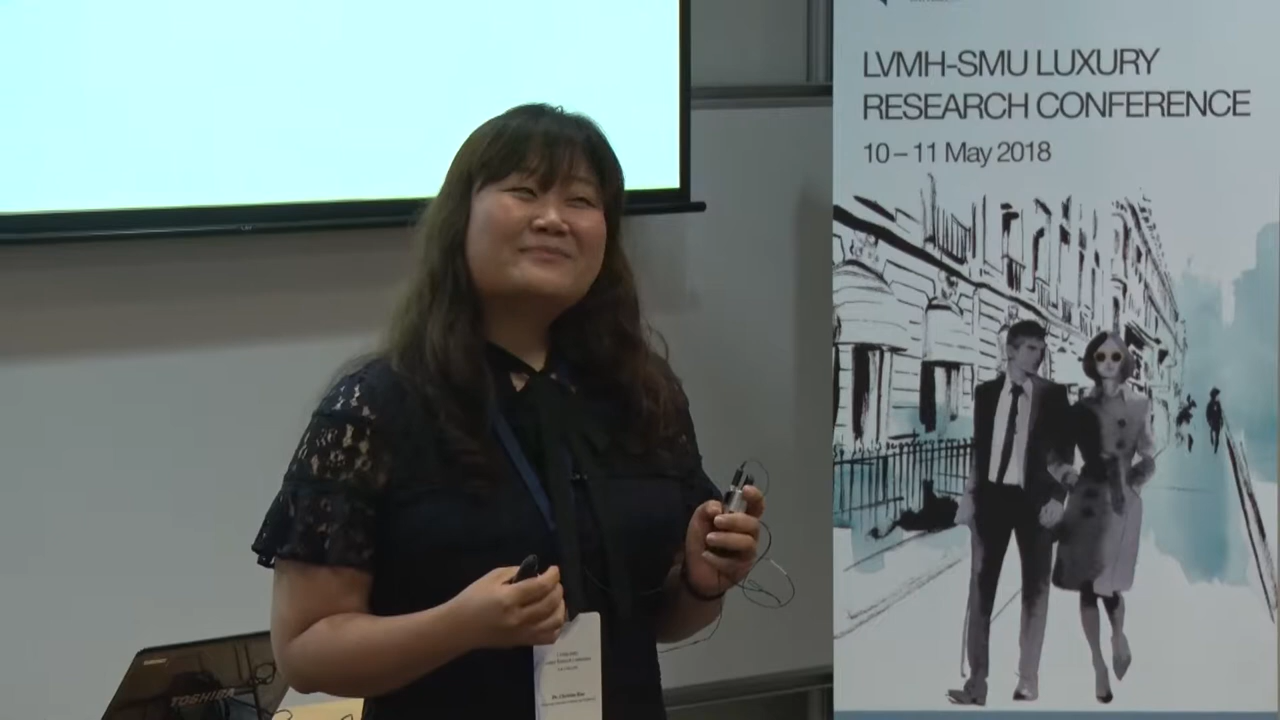 LVMH-SMU LUXURY
RESEARCH CONFERENCE
10 – 11 May 2018
TOSHIBA